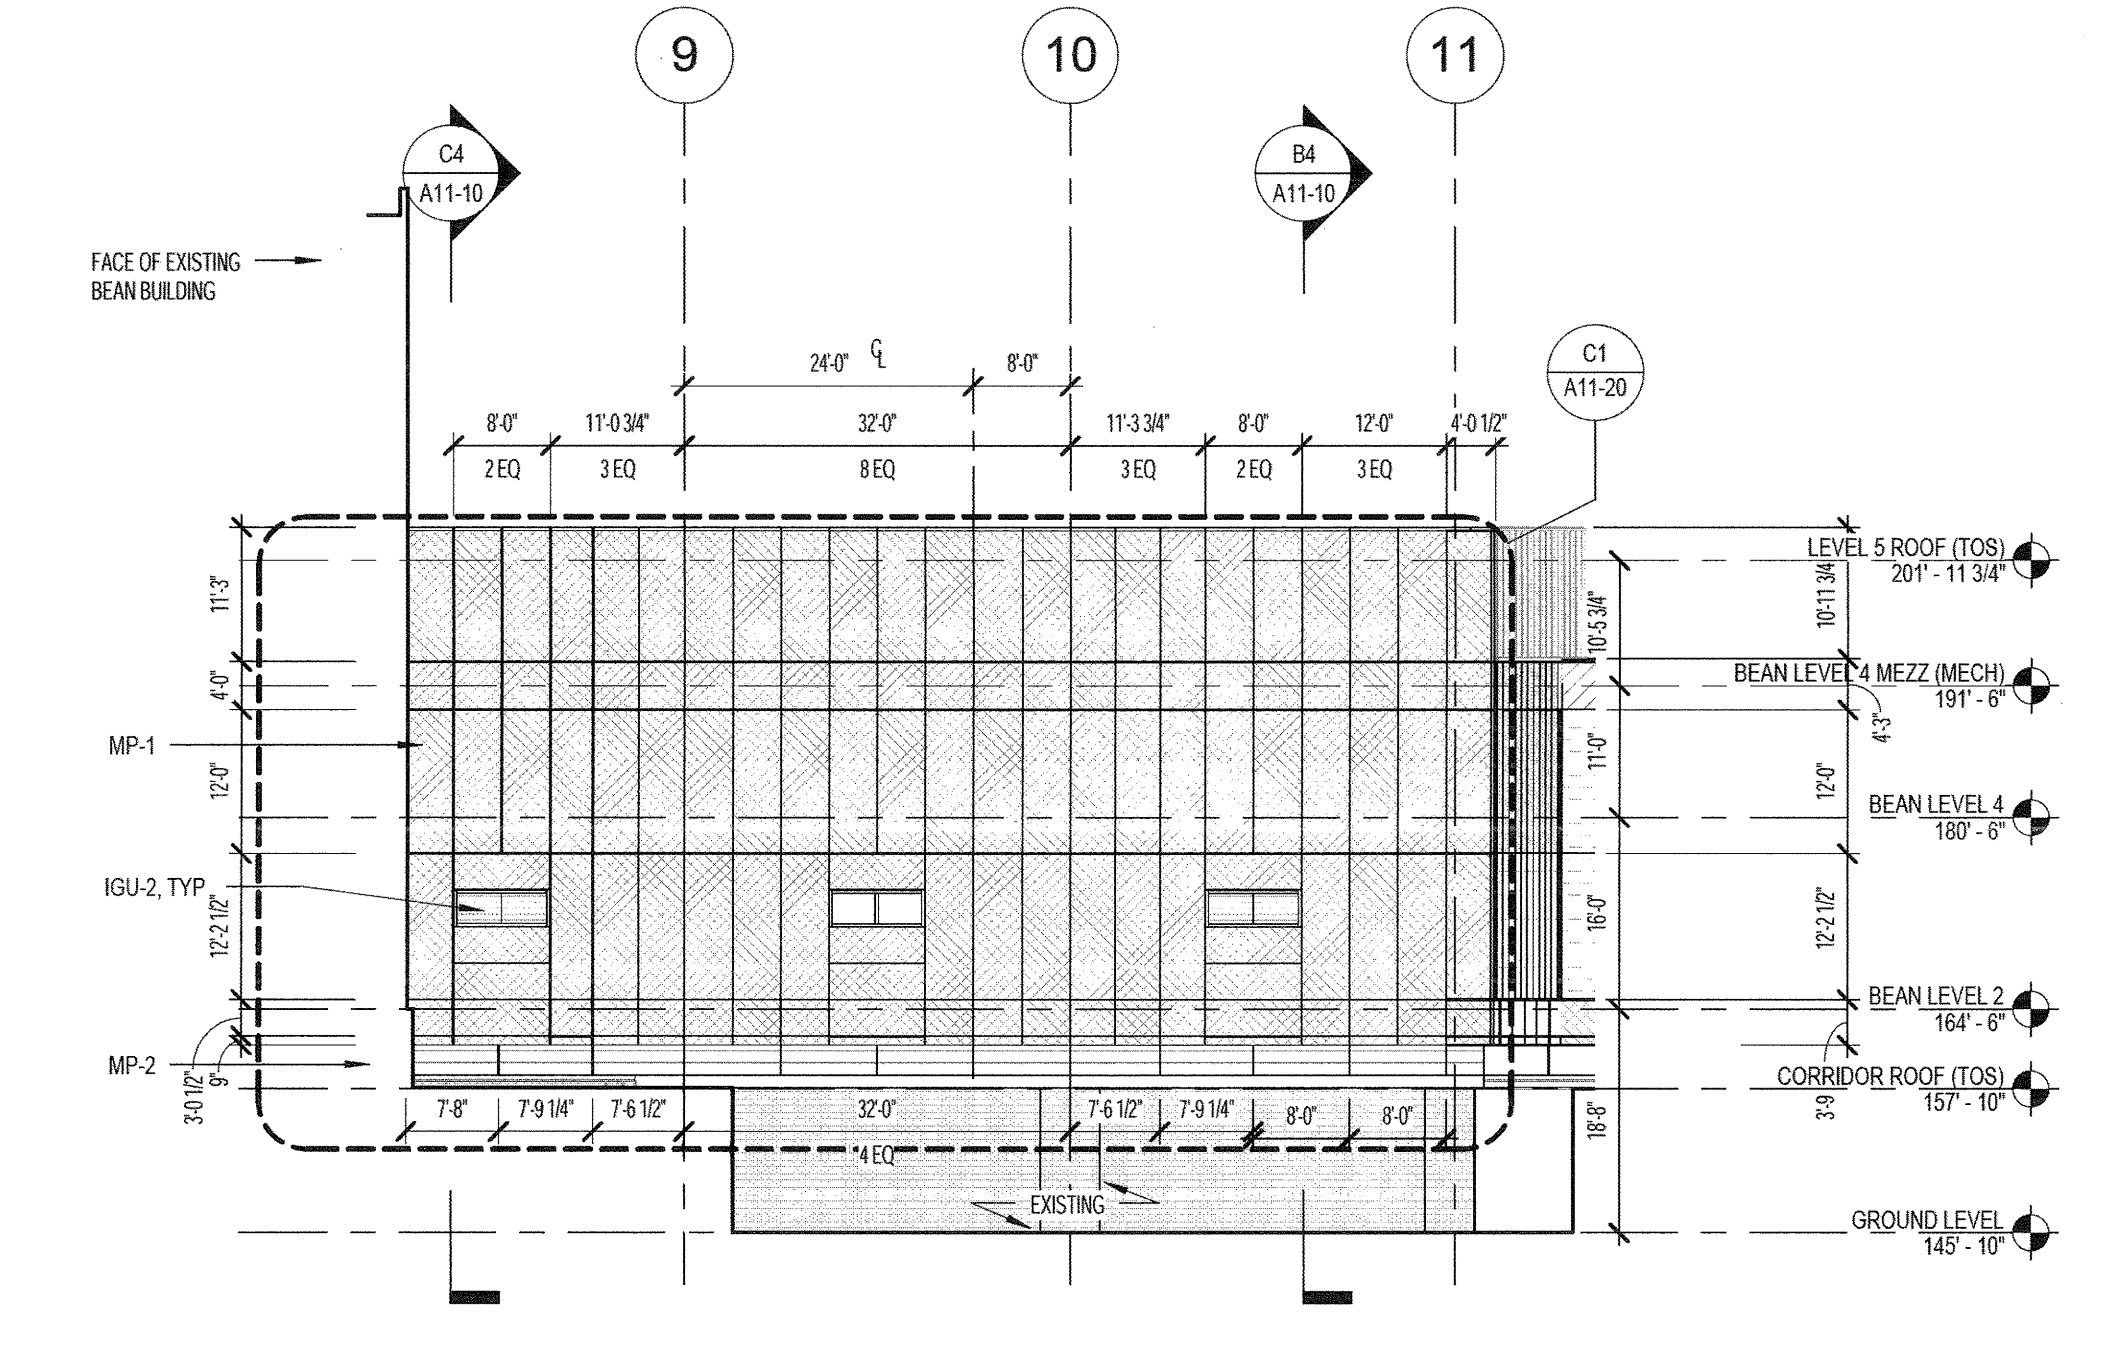 9
10
11
C4
A11-10
B4
A11-10
FACE OF EXISTING
BEAN BUILDING
C1
A11-20
24'-0"
CL
8'-0"
8'-0"
11'-0 3/4"
32'-0"
11'-3 3/4"
8'-0"
12'-0"
4'-0 1/2"
2 EQ
3 EQ
8 EQ
3 EQ
2 EQ
3 EQ
11'-3"
4'-0"
12'-0"
12'-2 1/2"
3'-0 1/2"
9"
MP-1
IGU-2, TYP
MP-2
10'-5 3/4"
11'-0"
16'-0"
18'-8"
10'-11 3/4"
4'-3"
12'-0"
12'-2 1/2"
3'-9
LEVEL 5 ROOF (TOS)
201' - 11 3/4"
BEAN LEVEL 4 MEZZ (MECH)
191' - 6"
BEAN LEVEL 4
180' - 6"
BEAN LEVEL 2
164' - 6"
CORRIDOR ROOF (TOS)
157' - 10"
GROUND LEVEL
145' - 10"
7'-8"
7'-9 1/4"
7'-6 1/2"
32'-0"
7'-6 1/2"
7'-9 1/4"
8'-0"
8'-0"
4 EQ
EXISTING